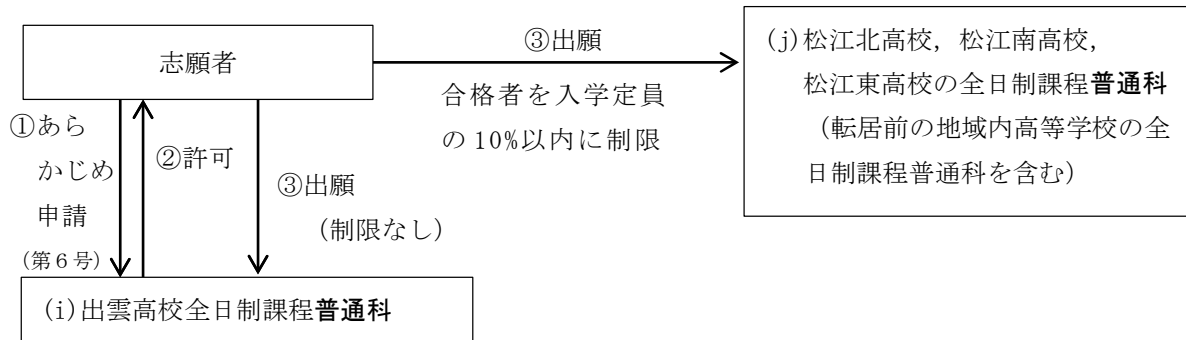 志願者
③出願
合格者を入学定員
の10%以内に制限
(j)松江北高校，松江南高校，
松江東高校の全日制課程普通科
（転居前の地域内高等学校の全
日制課程普通科を含む）
①あら
かじめ
申請
(第６号)
②許可
③出願
（制限なし）
(i)出雲高校全日制課程普通科